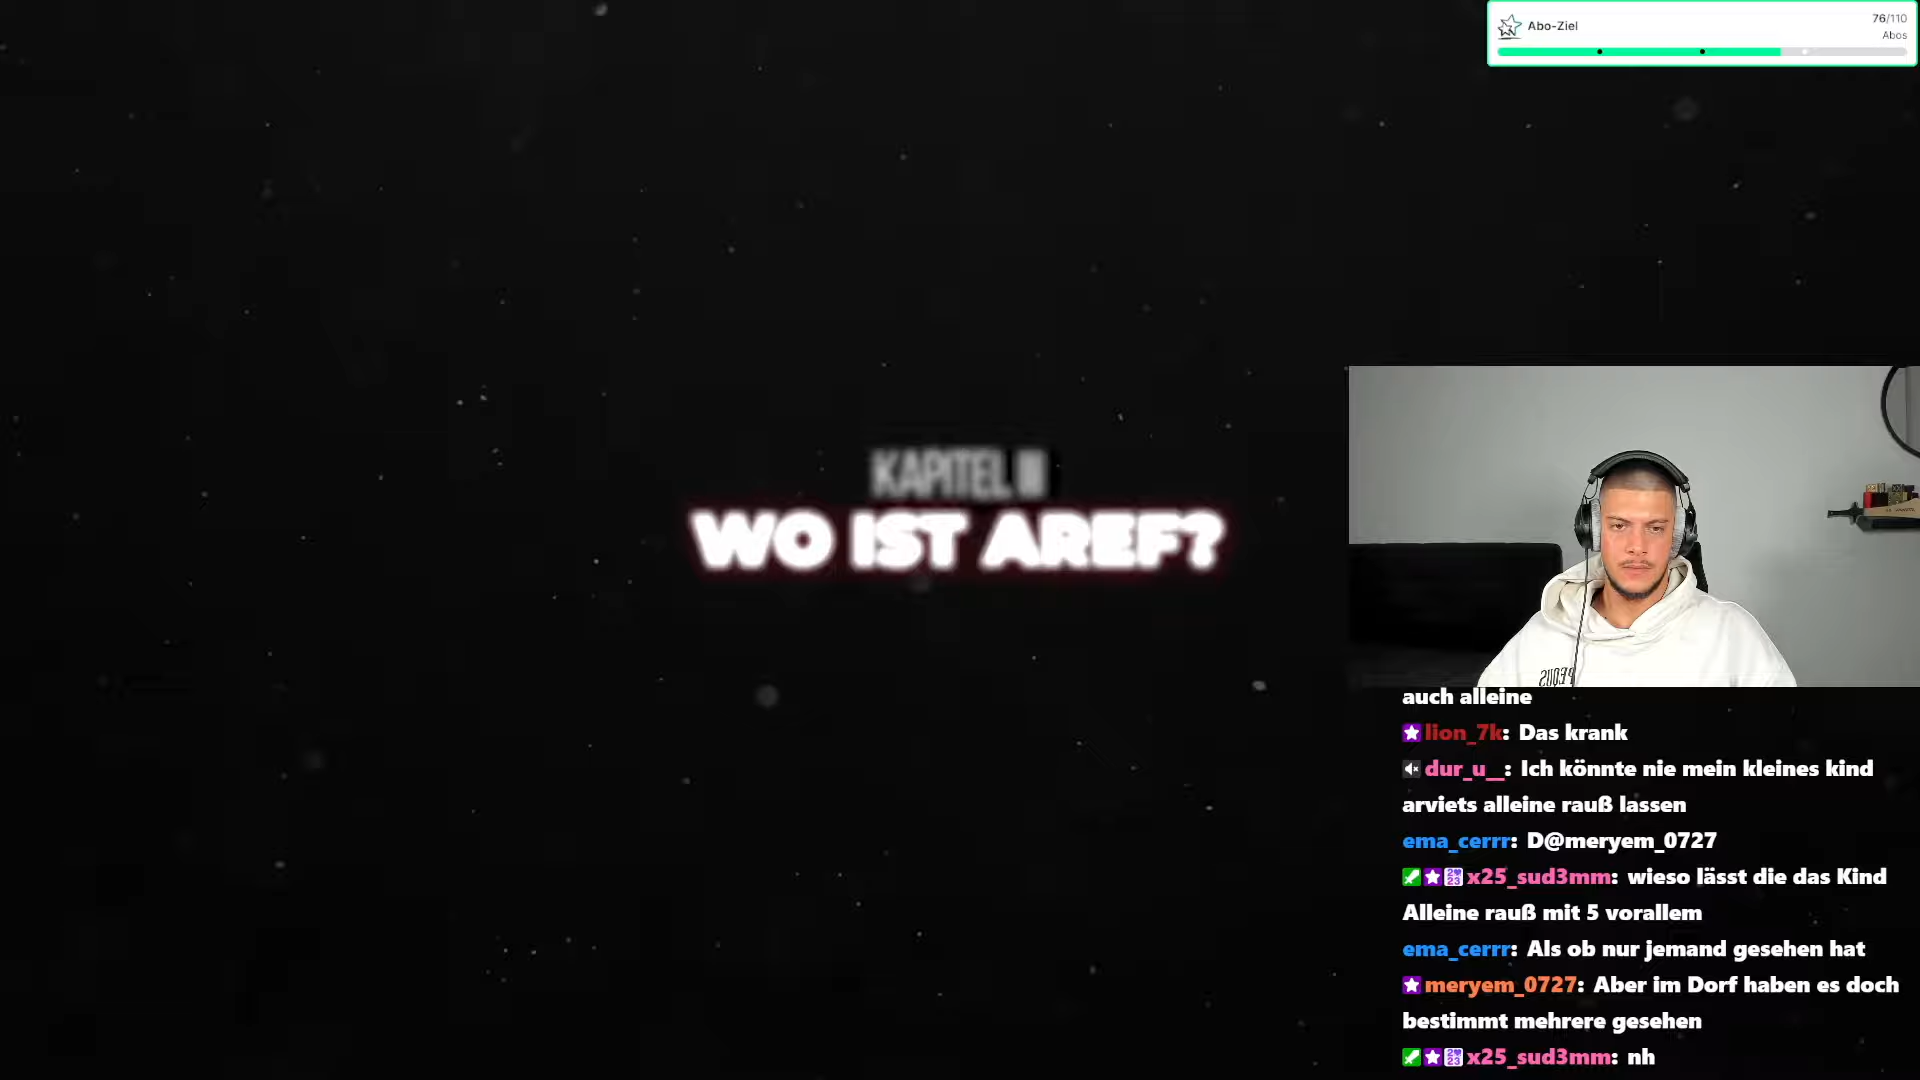 Abo-Ziel
76/110
Abos
KAPITEL
WO IST AREF?
auch alleine
lion_7k: Das krank
dur_u__: Ich könnte nie mein kleines kind
arviets alleine rauß lassen
ema_cerrr: D@meryem_0727
x25_sud3mm: wieso lässt die das Kind
Alleine rauß mit 5 vorallem
ema_cerrr: Als ob nur jemand gesehen hat
meryem_0727: Aber im Dorf haben es doch
bestimmt mehrere gesehen
x25_sud3mm: nh